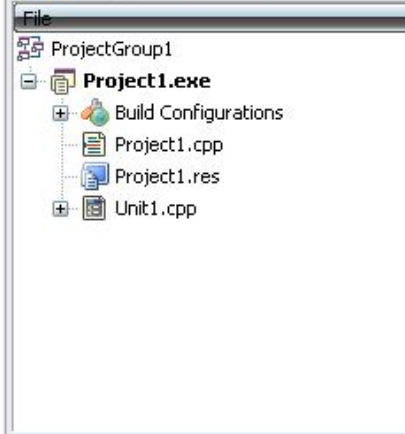 File
ProjectGroup1
Project1.exe
Build Configurations
Project1.cpp
Project1.res
Unit1.cpp